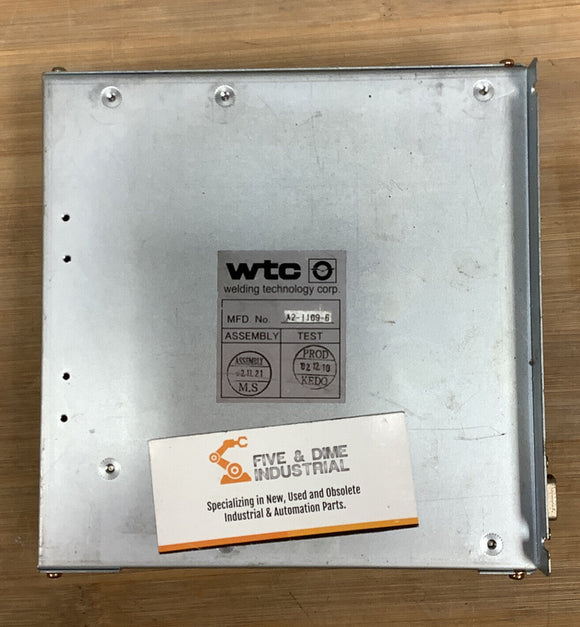 wtc
welding technology corp.
MFD. No. A2-1109-6
ASSEMBLY TEST
ASSEMBLY
02.11.21
M.S
PROD
'02.12.10
KEDO
FIVE & DIME
INDUSTRIAL
Specializing in New, Used and Obsolete
Industrial & Automation Parts.